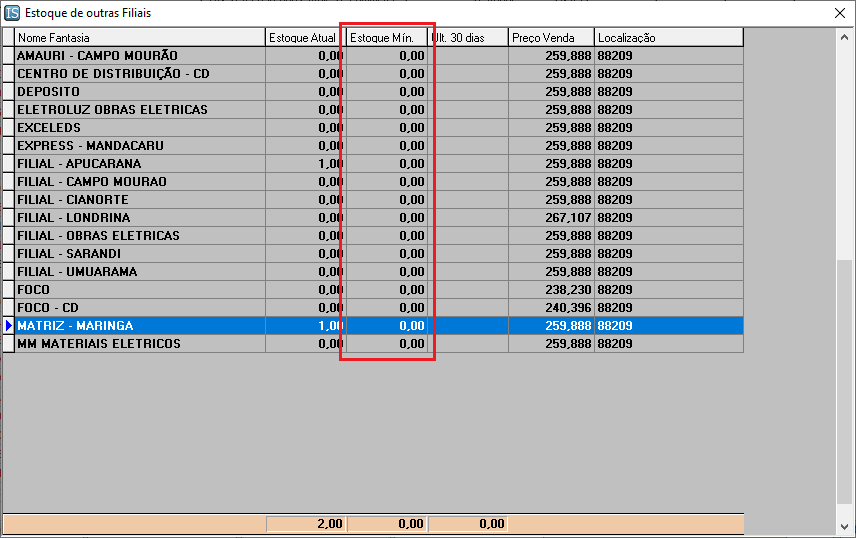 IS Estoque de outras Filiais
Nome Fantasia Estoque Atual Estoque Mín. Ult. 30 dias Preço Venda Localização
AMAURI - CAMPO MOURÃO 0,00 0,00 259,888 88209
CENTRO DE DISTRIBUIÇÃO - CD 0,00 0,00 259,888 88209
DEPOSITO 0,00 0,00 259,888 88209
ELETROLUZ OBRAS ELETRICAS 0,00 0,00 259,888 88209
EXCELEDS 0,00 0,00 259,888 88209
EXPRESS - MANDACARU 0,00 0,00 259,888 88209
FILIAL - APUCARANA 1,00 0,00 259,888 88209
FILIAL - CAMPO MOURAO 0,00 0,00 259,888 88209
FILIAL - CIANORTE 0,00 0,00 259,888 88209
FILIAL - LONDRINA 0,00 0,00 267,107 88209
FILIAL - OBRAS ELETRICAS 0,00 0,00 259,888 88209
FILIAL - SARANDI 0,00 0,00 259,888 88209
FILIAL - UMUARAMA 0,00 0,00 259,888 88209
FOCO 0,00 0,00 238,230 88209
FOCO - CD 0,00 0,00 240,396 88209
MATRIZ - MARINGA 1,00 0,00 259,888 88209
MM MATERIAIS ELETRICOS 0,00 0,00 259,888 88209
2,00 0,00 0,00